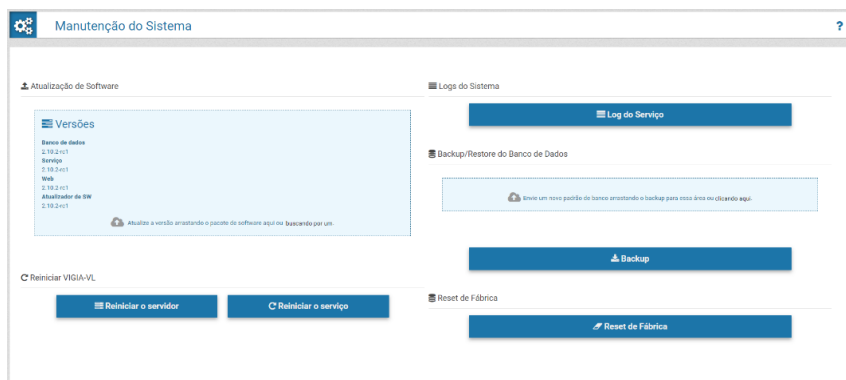 Manutenção do Sistema
?
Atualização de Software
Versões
Banco de dados
2.10.2-rc1
Serviço
2.10.2-rc1
Web
2.10.2-rc1
Atualizador de SW
2.10.2-rc1
Atualize a versão arrastando o pacote de software aqui ou buscando por um.
Reiniciar VIGIA-VL
Reiniciar o servidor
Reiniciar o serviço
Logs do Sistema
Log do Serviço
Backup/Restore do Banco de Dados
Envie um novo padrão de banco arrastando o backup para essa área ou clicando aqui.
Backup
Reset de Fábrica
Reset de Fábrica